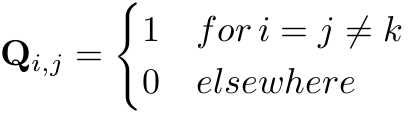 Q_{i,j} = { 1 for i = j ≠ k
0 elsewhere